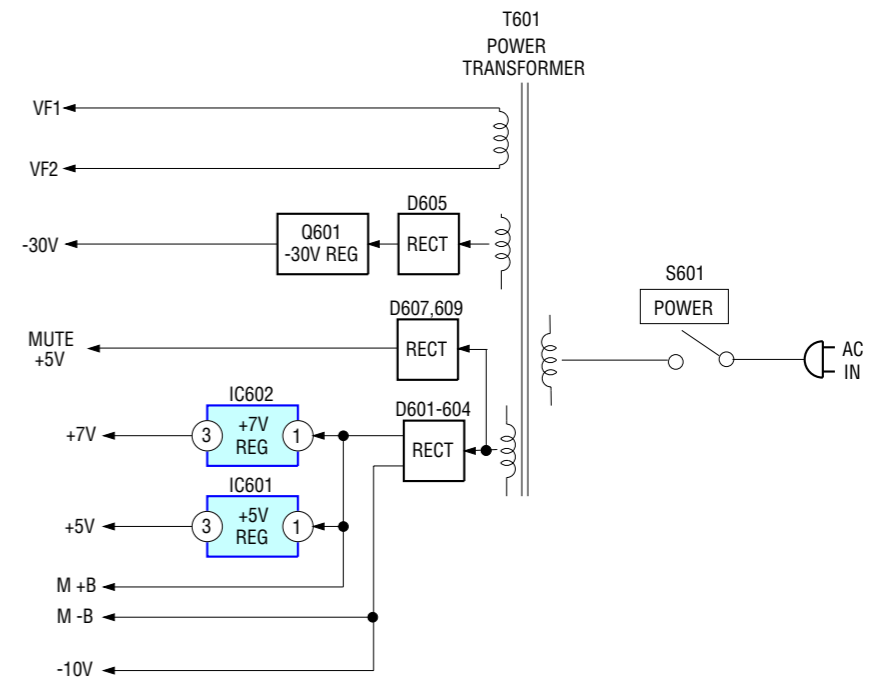 T601
POWER
TRANSFORMER
VF1
VF2
D605
Q601
-30V REG
RECT
-30V
S601
POWER
D607,609
MUTE
+5V
RECT
AC
IN
IC602
D601-604
+7V
3
+7V
REG
1
RECT
IC601
+5V
3
+5V
REG
1
M +B
M -B
-10V